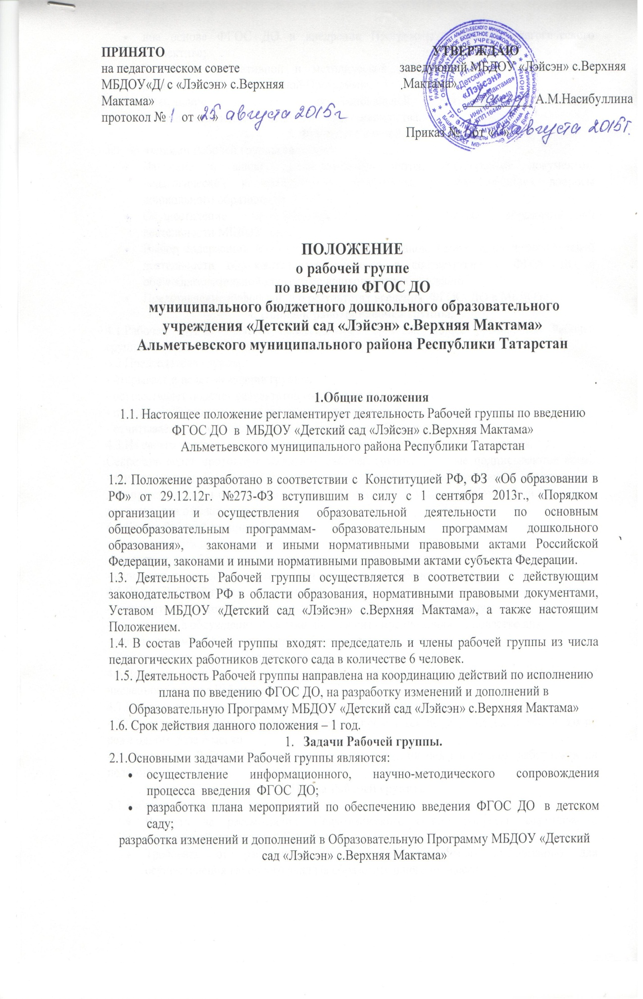 ПРИНЯТО
на педагогическом совете
МБДОУ«Д/ с «Лэйсэн» с.Верхняя
Мактама»
протокол № 1 от «25» августа 2015г
УТВЕРЖДАЮ
заведующий МБДОУ «Лэйсэн» с.Верхняя
.Мактама»
А.М.Насибуллина
Приказ № от « » августа 2015г.
«Детский сад
«Лэйсэн»
с. Верхняя Мактама»
ПОЛОЖЕНИЕ
о рабочей группе
по введению ФГОС ДО
муниципального бюджетного дошкольного образовательного
учреждения «Детский сад «Лэйсэн» с.Верхняя Мактама»
Альметьевского муниципального района Республики Татарстан
1.Общие положения
1.1. Настоящее положение регламентирует деятельность Рабочей группы по введению
ФГОС ДО в МБДОУ «Детский сад «Лэйсэн» с.Верхняя Мактама»
Альметьевского муниципального района Республики Татарстан
1.2. Положение разработано в соответствии с Конституцией РФ, ФЗ «Об образовании в
РФ» от 29.12.12г. №273-ФЗ вступившим в силу с 1 сентября 2013г., «Порядком
организации и осуществления образовательной деятельности по основным
общеобразовательным программам- образовательным программам дошкольного
образования», законами и иными нормативными правовыми актами Российской
Федерации, законами и иными нормативными правовыми актами субъекта Федерации.
1.3. Деятельность Рабочей группы осуществляется в соответствии с действующим
законодательством РФ в области образования, нормативными правовыми документами,
Уставом МБДОУ «Детский сад «Лэйсэн» с.Верхняя Мактама», а также настоящим
Положением.
1.4. В состав Рабочей группы входят: председатель и члены рабочей группы из числа
педагогических работников детского сада в количестве 6 человек.
1.5. Деятельность Рабочей группы направлена на координацию действий по исполнению
плана по введению ФГОС ДО, на разработку изменений и дополнений в
Образовательную Программу МБДОУ «Детский сад «Лэйсэн» с.Верхняя Мактама»
1.6. Срок действия данного положения – 1 год.
1. Задачи Рабочей группы.
2.1.Основными задачами Рабочей группы являются:
• осуществление информационного, научно-методического сопровождения
процесса введения ФГОС ДО;
• разработка плана мероприятий по обеспечению введения ФГОС ДО в детском
саду;
разработка изменений и дополнений в Образовательную Программу МБДОУ «Детский
сад «Лэйсэн» с.Верхняя Мактама»